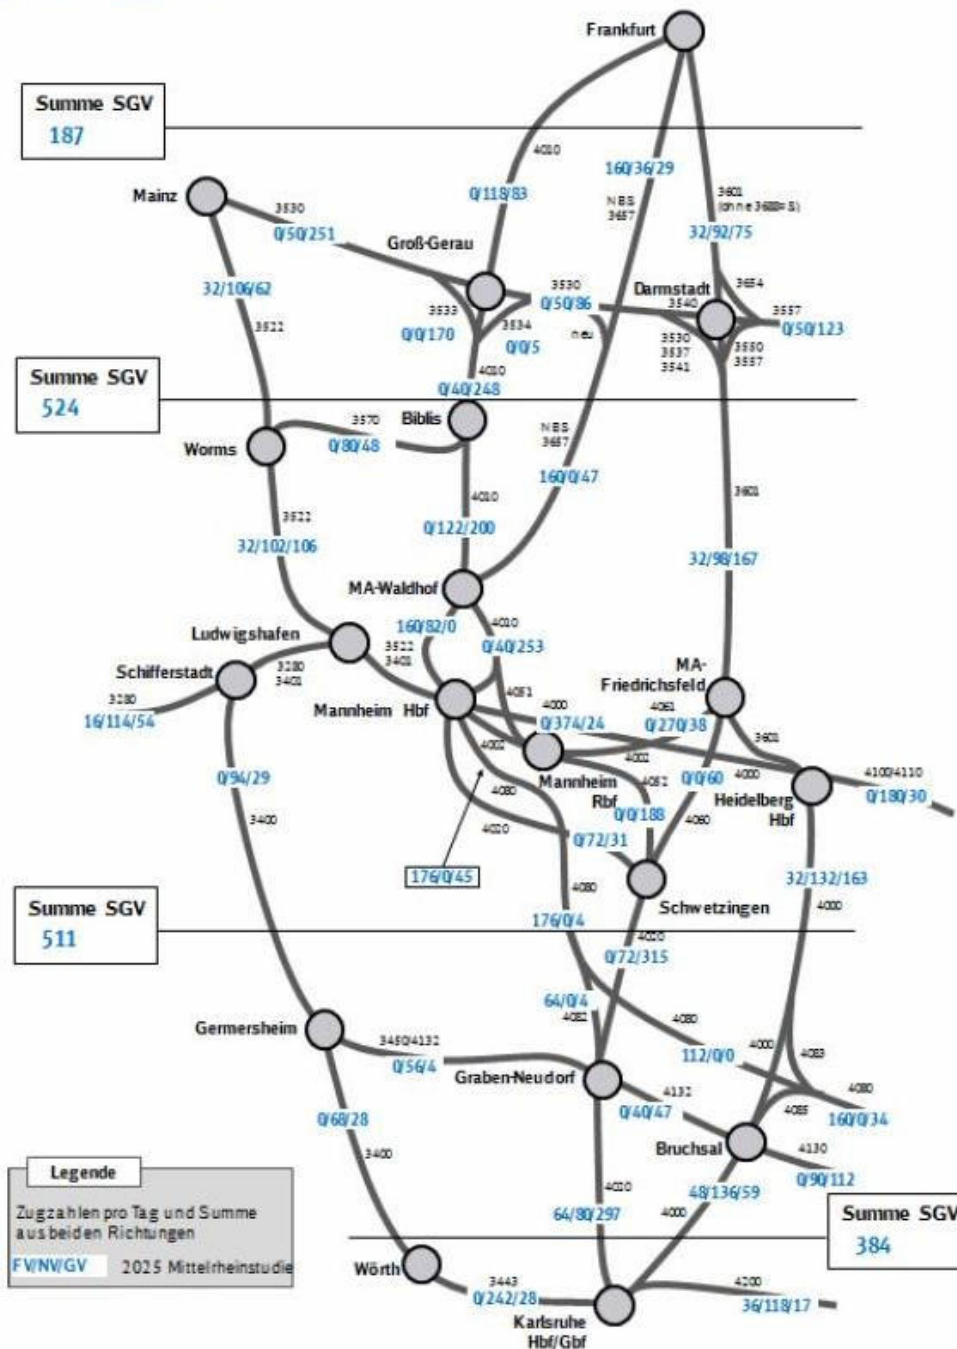 Frankfurt
Summe SGV
187
4010
160/36/29
3601
(ohne 3688=S)
Mainz
3530
0/50/251
0/118/83
NBS
3657
32/92/75
Groß-Gerau
32/106/62
3530
0/50/86
Darmstadt
3540
3654
3557
0/50/123
3533
0/0/170
3534
0/0/5
neu
3530
3537
3541
3550
3557
3522
Summe SGV
524
4010
0/40/248
Biblis
3570
0/80/48
NBS
3657
Worms
160/0/47
4010
3601
3522
32/102/106
0/122/200
32/98/167
MA-Waldhof
160/82/0
4010
0/40/253
Ludwigshafen
3522
3401
Schifferstadt
3280
3401
MA-
Friedrichsfeld
3280
16/114/54
Mannheim Hbf
4051
4000
0/374/24
4061
0/270/38
4002
4002
3601
0/94/29
4080
Mannheim
Rbf
4052
0/0/60
4000
4100/4110
0/180/30
Heidelberg
Hbf
3400
4020
0/0/188
4060
0/72/31
176/0/45
4080
32/132/163
4000
Summe SGV
511
Schwetzingen
176/0/4
4020
0/72/315
64/0/4
4082
4080
Germersheim
3450/4132
0/56/4
112/0/0
4000
4083
Graben-Neudorf
4132
0/40/47
4085
4080
160/0/34
0/68/28
Bruchsal
4130
0/90/112
3400
Legende
Zugzahlen pro Tag und Summe
aus beiden Richtungen
FV/NV/GV 2025 Mittelrheinstudie
4020
64/80/297
48/136/59
4000
Summe SGV
384
Wörth
3443
0/242/28
4200
36/118/17
Karlsruhe
Hbf/Gbf